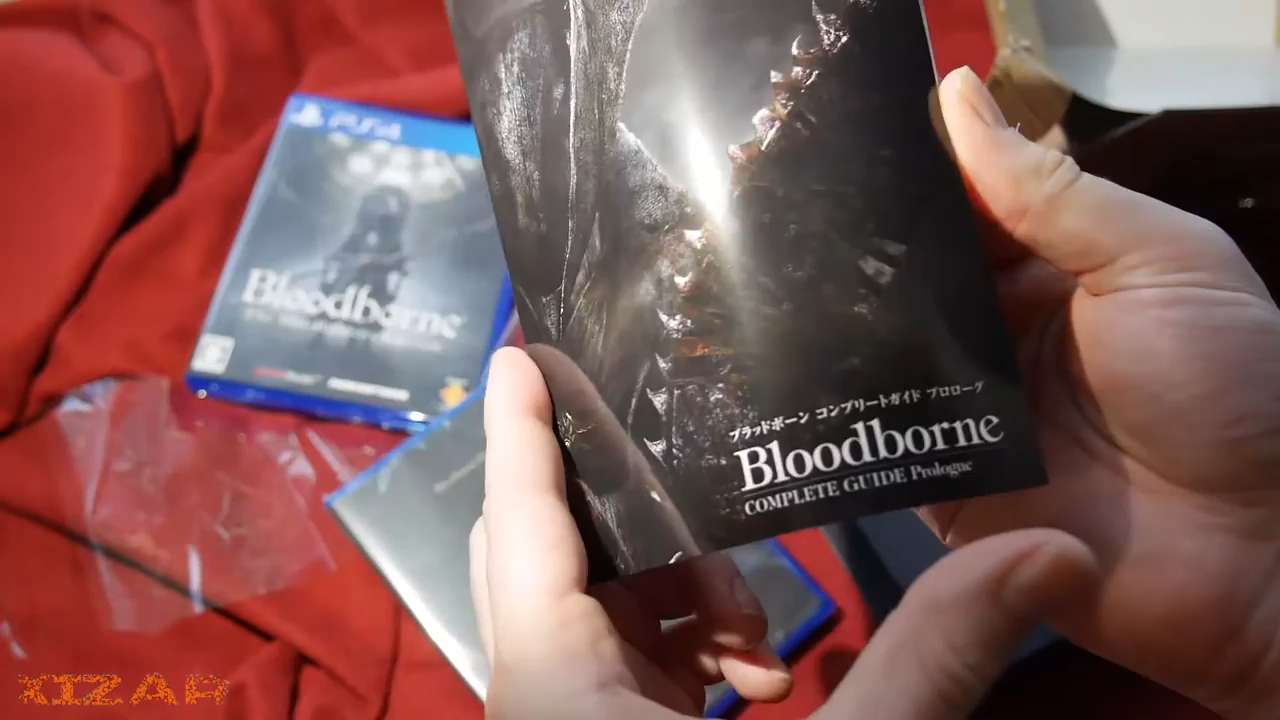 PS4
Bloodborne
ブラッドボーン コンプリートガイド プロローグ
Bloodborne
COMPLETE GUIDE Prologue
XIZAR